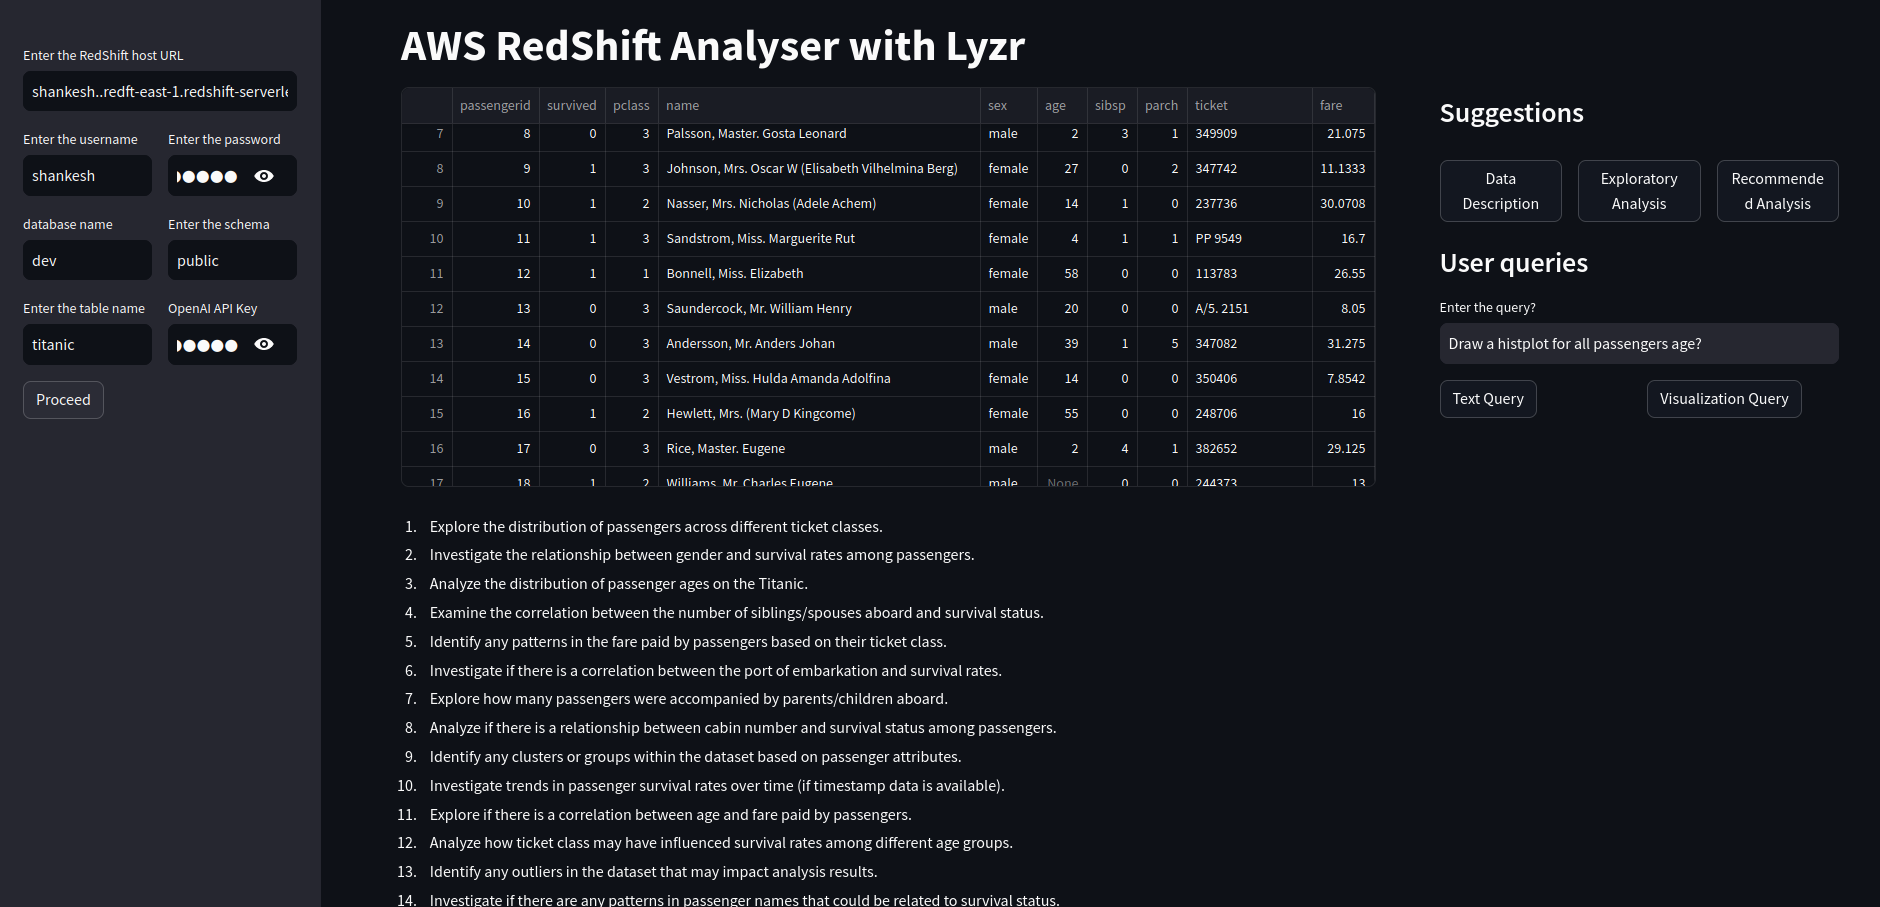 Enter the RedShift host URL
shankesh..redft-east-1.redshift-serverle
Enter the username Enter the password
shankesh
database name Enter the schema
dev public
Enter the table name OpenAI API Key
titanic
Proceed
AWS RedShift Analyser with Lyzr
passengerid survived pclass name sex age sibsp parch ticket fare
7 8 0 3 Palsson, Master. Gosta Leonard male 2 3 1 349909 21.075
8 9 1 3 Johnson, Mrs. Oscar W (Elisabeth Vilhelmina Berg) female 27 0 2 347742 11.1333
9 10 1 2 Nasser, Mrs. Nicholas (Adele Achem) female 14 1 0 237736 30.0708
10 11 1 3 Sandstrom, Miss. Marguerite Rut female 4 1 1 PP 9549 16.7
11 12 1 1 Bonnell, Miss. Elizabeth female 58 0 0 113783 26.55
12 13 0 3 Saundercock, Mr. William Henry male 20 0 0 A/5. 2151 8.05
13 14 0 3 Andersson, Mr. Anders Johan male 39 1 5 347082 31.275
14 15 0 3 Vestrom, Miss. Hulda Amanda Adolfina female 14 0 0 350406 7.8542
15 16 1 2 Hewlett, Mrs. (Mary D Kingcome) female 55 0 0 248706 16
16 17 0 3 Rice, Master. Eugene male 2 4 1 382652 29.125
17 18 1 2 Williams, Mr. Charles Eugene male None 0 0 244373 13
1. Explore the distribution of passengers across different ticket classes.
2. Investigate the relationship between gender and survival rates among passengers.
3. Analyze the distribution of passenger ages on the Titanic.
4. Examine the correlation between the number of siblings/spouses aboard and survival status.
5. Identify any patterns in the fare paid by passengers based on their ticket class.
6. Investigate if there is a correlation between the port of embarkation and survival rates.
7. Explore how many passengers were accompanied by parents/children aboard.
8. Analyze if there is a relationship between cabin number and survival status among passengers.
9. Identify any clusters or groups within the dataset based on passenger attributes.
10. Investigate trends in passenger survival rates over time (if timestamp data is available).
11. Explore if there is a correlation between age and fare paid by passengers.
12. Analyze how ticket class may have influenced survival rates among different age groups.
13. Identify any outliers in the dataset that may impact analysis results.
14. Investigate if there are any patterns in passenger names that could be related to survival status.
Suggestions
Data
Description
Exploratory
Analysis
Recommende
d Analysis
User queries
Enter the query?
Draw a histplot for all passengers age?
Text Query Visualization Query